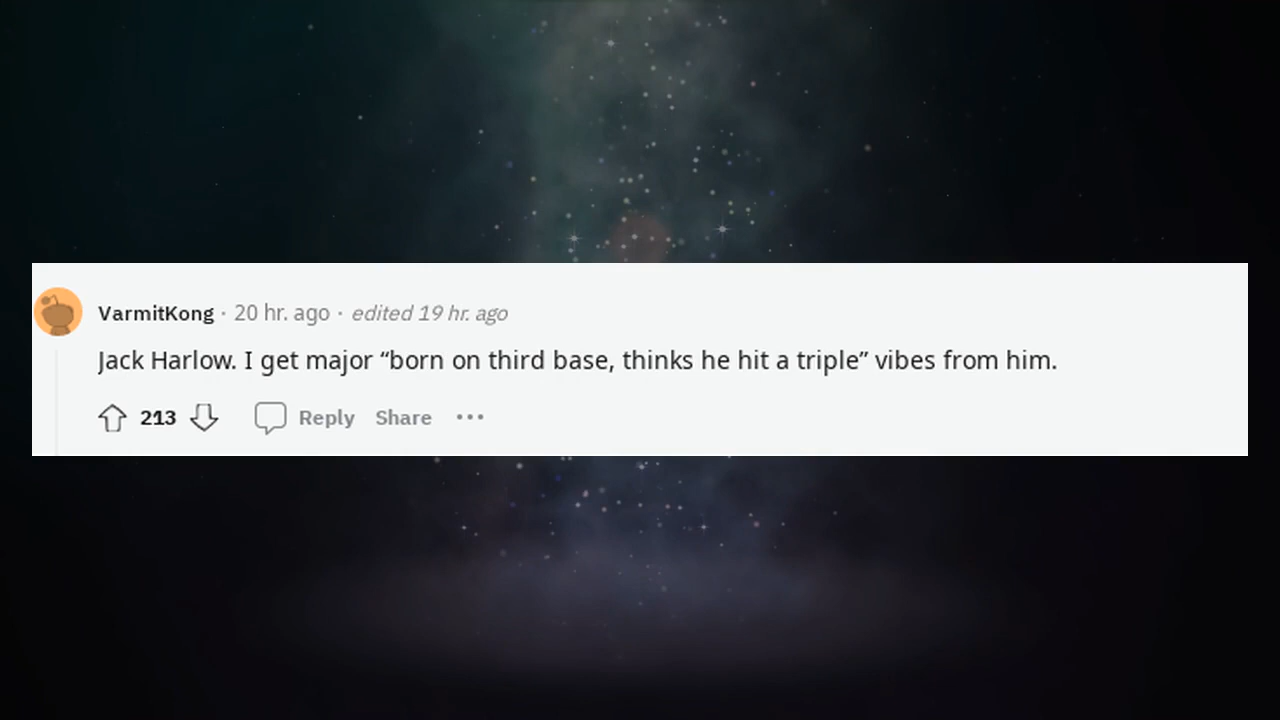 VarmitKong · 20 hr. ago · edited 19 hr. ago
Jack Harlow. I get major “born on third base, thinks he hit a triple” vibes from him.
213 Reply Share ···